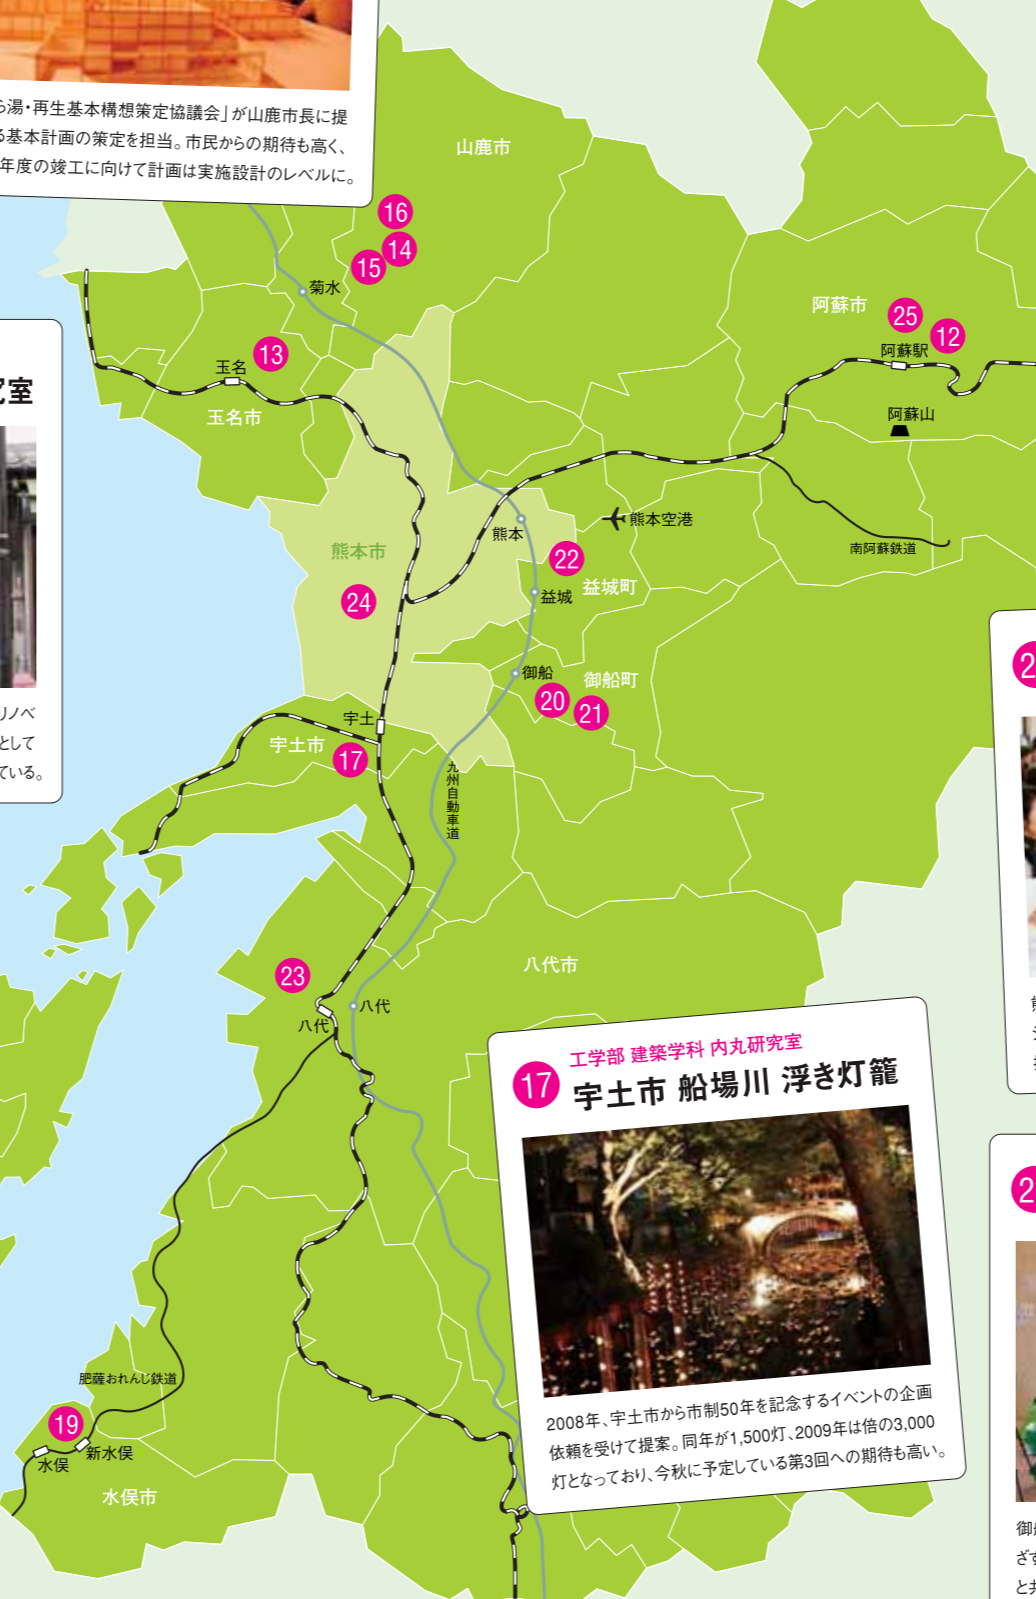 ら湯・再生基本構想策定協議会」が山鹿市長に提
る基本計画の策定を担当。市民からの期待も高く、
年度の竣工に向けて計画は実施設計のレベルに。
山鹿市
16
14
15
菊水
阿蘇市
25
12
阿蘇駅
13
玉名
玉名市
阿蘇山
究室
熊本空港
熊本
熊本市
22
南阿蘇鉄道
益城町
益城
24
御船
御船町
20
21
リノベ
として
ている。
宇土
宇土市
17
九州自動車道
2
八代市
23
八代
八代
17
工学部 建築学科 内丸研究室
宇土市 船場川 浮き灯籠
2008年、宇土市から市制50年を記念するイベントの企画
依頼を受けて提案。同年が1,500灯、2009年は倍の3,000
灯となっており、今秋に予定している第3回への期待も高い。
2
肥薩おれんじ鉄道
19
新水俣
水俣
水俣市
御
ざ
と